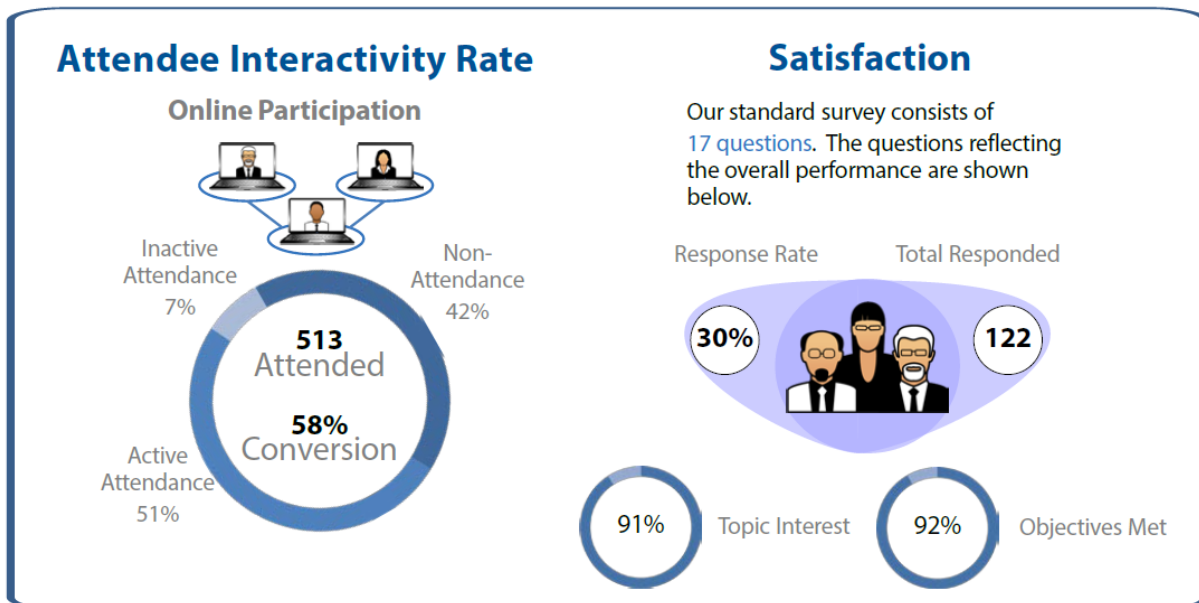 Attendee Interactivity Rate
Online Participation
Inactive
Attendance
7%
Non-
Attendance
42%
513
Attended
58%
Conversion
Active
Attendance
51%
Satisfaction
Our standard survey consists of
17 questions. The questions reflecting
the overall performance are shown
below.
Response Rate
Total Responded
30%
122
91%
Topic Interest
92%
Objectives Met